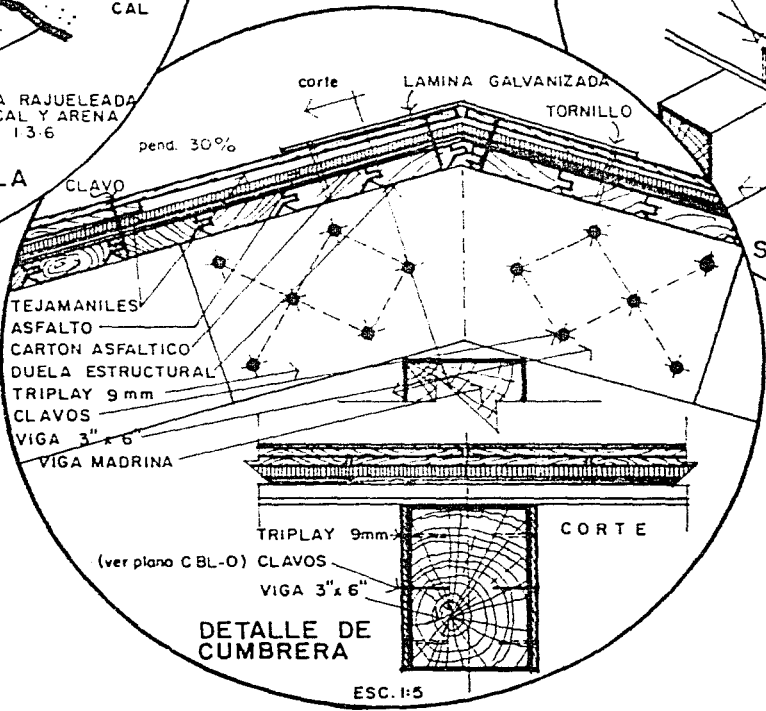 CAL
A RAJUELEADA
CAL Y ARENA
1:3:6
LA
corte
LAMINA GALVANIZADA
TORNILLO
pend. 30%
CLAVO
S
TEJAMANILES
ASFALTO
CARTON ASFALTICO
DUELA ESTRUCTURAL
TRIPLAY 9mm
CLAVOS
VIGA 3"x 6"
VIGA MADRINA
TRIPLAY 9mm
CORTE
(ver plano CBL-0) CLAVOS
VIGA 3"x 6"
DETALLE DE
CUMBRERA
ESC. 1:5